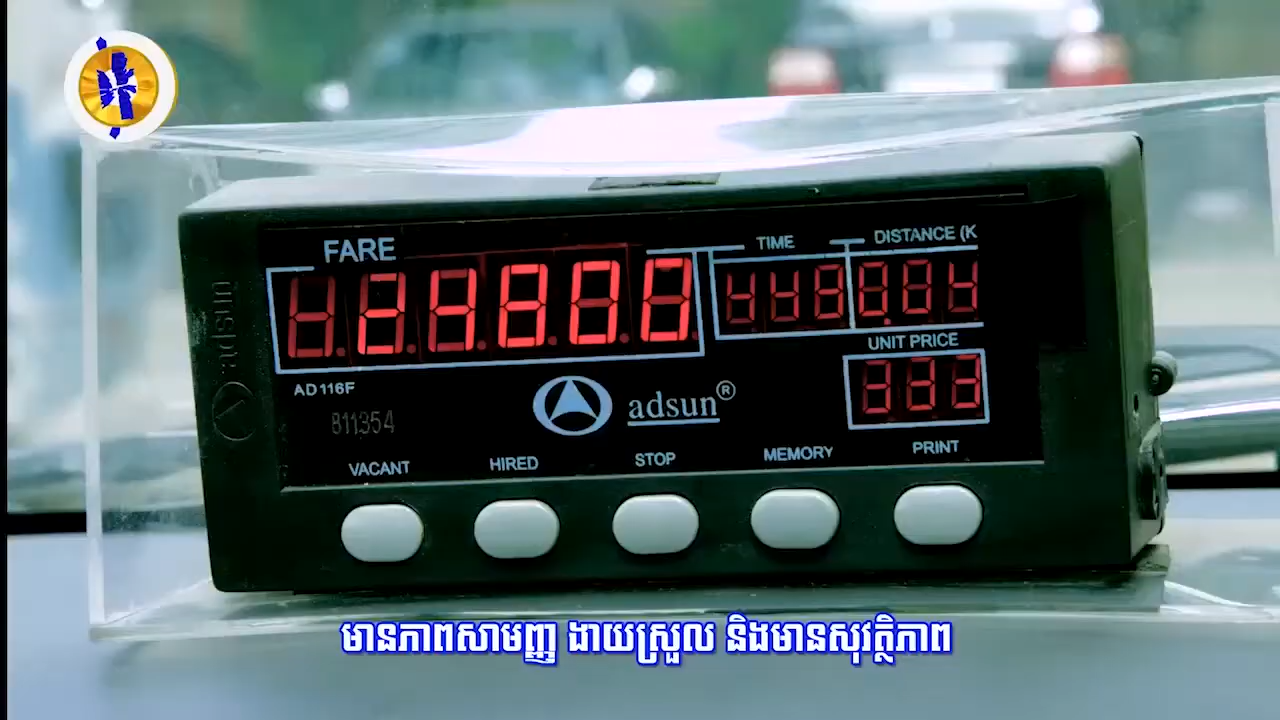 FARE
TIME
DISTANCE (K
UNIT PRICE
adsun
AD116F
811354
adsun®
VACANT
HIRED
STOP
MEMORY
PRINT
មានភាពសាមញ្ញ ងាយស្រួល និងមានសុវត្ថិភាព